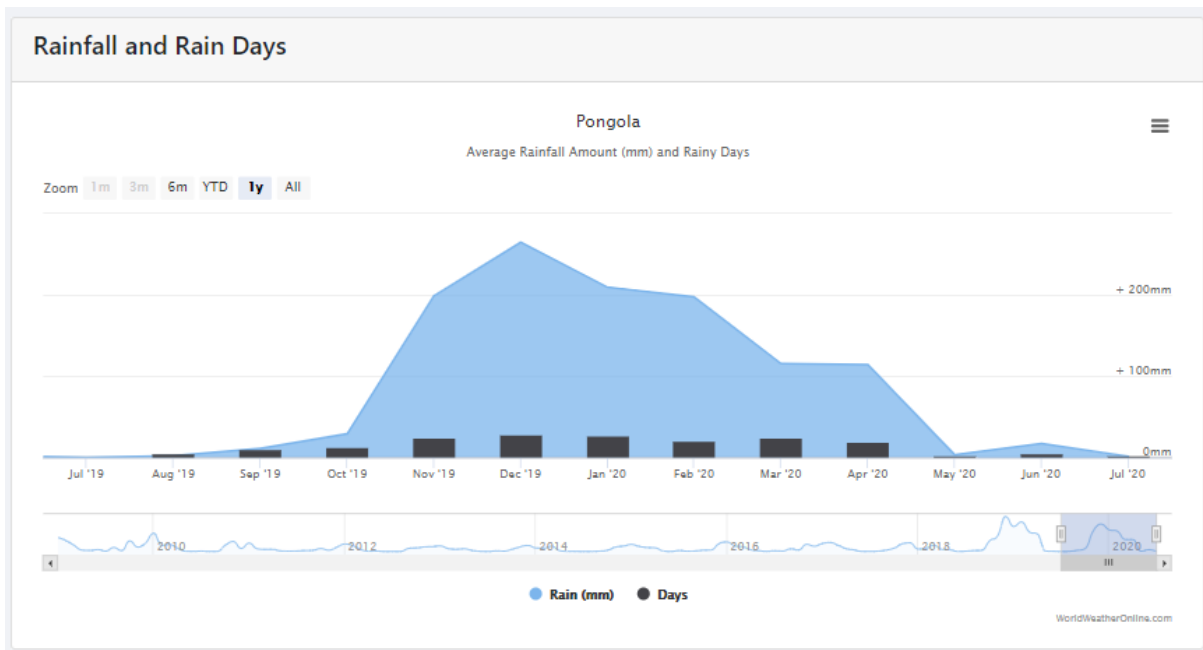 Rainfall and Rain Days
Pongola
Average Rainfall Amount (mm) and Rainy Days
Zoom 1m 3m 6m YTD 1y All
+ 200mm
+ 100mm
0mm
Jul '19 Aug '19 Sep '19 Oct '19 Nov '19 Dec '19 Jan '20 Feb '20 Mar '20 Apr '20 May '20 Jun '20 Jul '20
2010 2012 2014 2016 2018 2020
Rain (mm) Days
WorldWeatherOnline.com